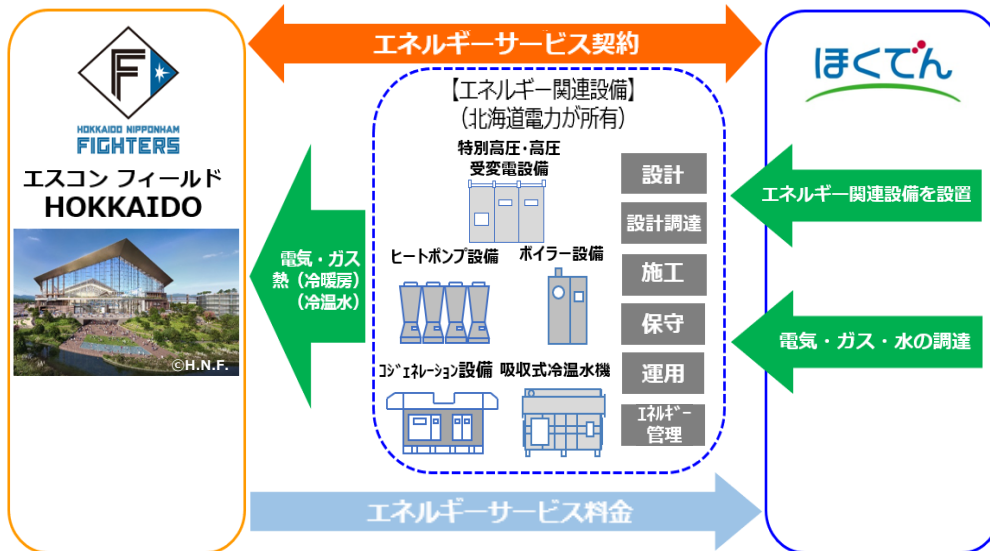 エネルギーサービス契約
F
HOKKAIDO NIPPONHAM
FIGHTERS
エスコン フィールド
HOKKAIDO
©H.N.F.
電気・ガス
熱（冷暖房）
（冷温水）
【エネルギー関連設備】
（北海道電力が所有）
特別高圧・高圧
受変電設備
ヒートポンプ設備
ボイラー設備
ｺｼﾞｪﾈﾚｰｼｮﾝ設備
吸収式冷温水機
設計
設計調達
施工
保守
運用
ｴﾈﾙｷﾞｰ
管理
ほくでん
エネルギー関連設備を設置
電気・ガス・水の調達
エネルギーサービス料金